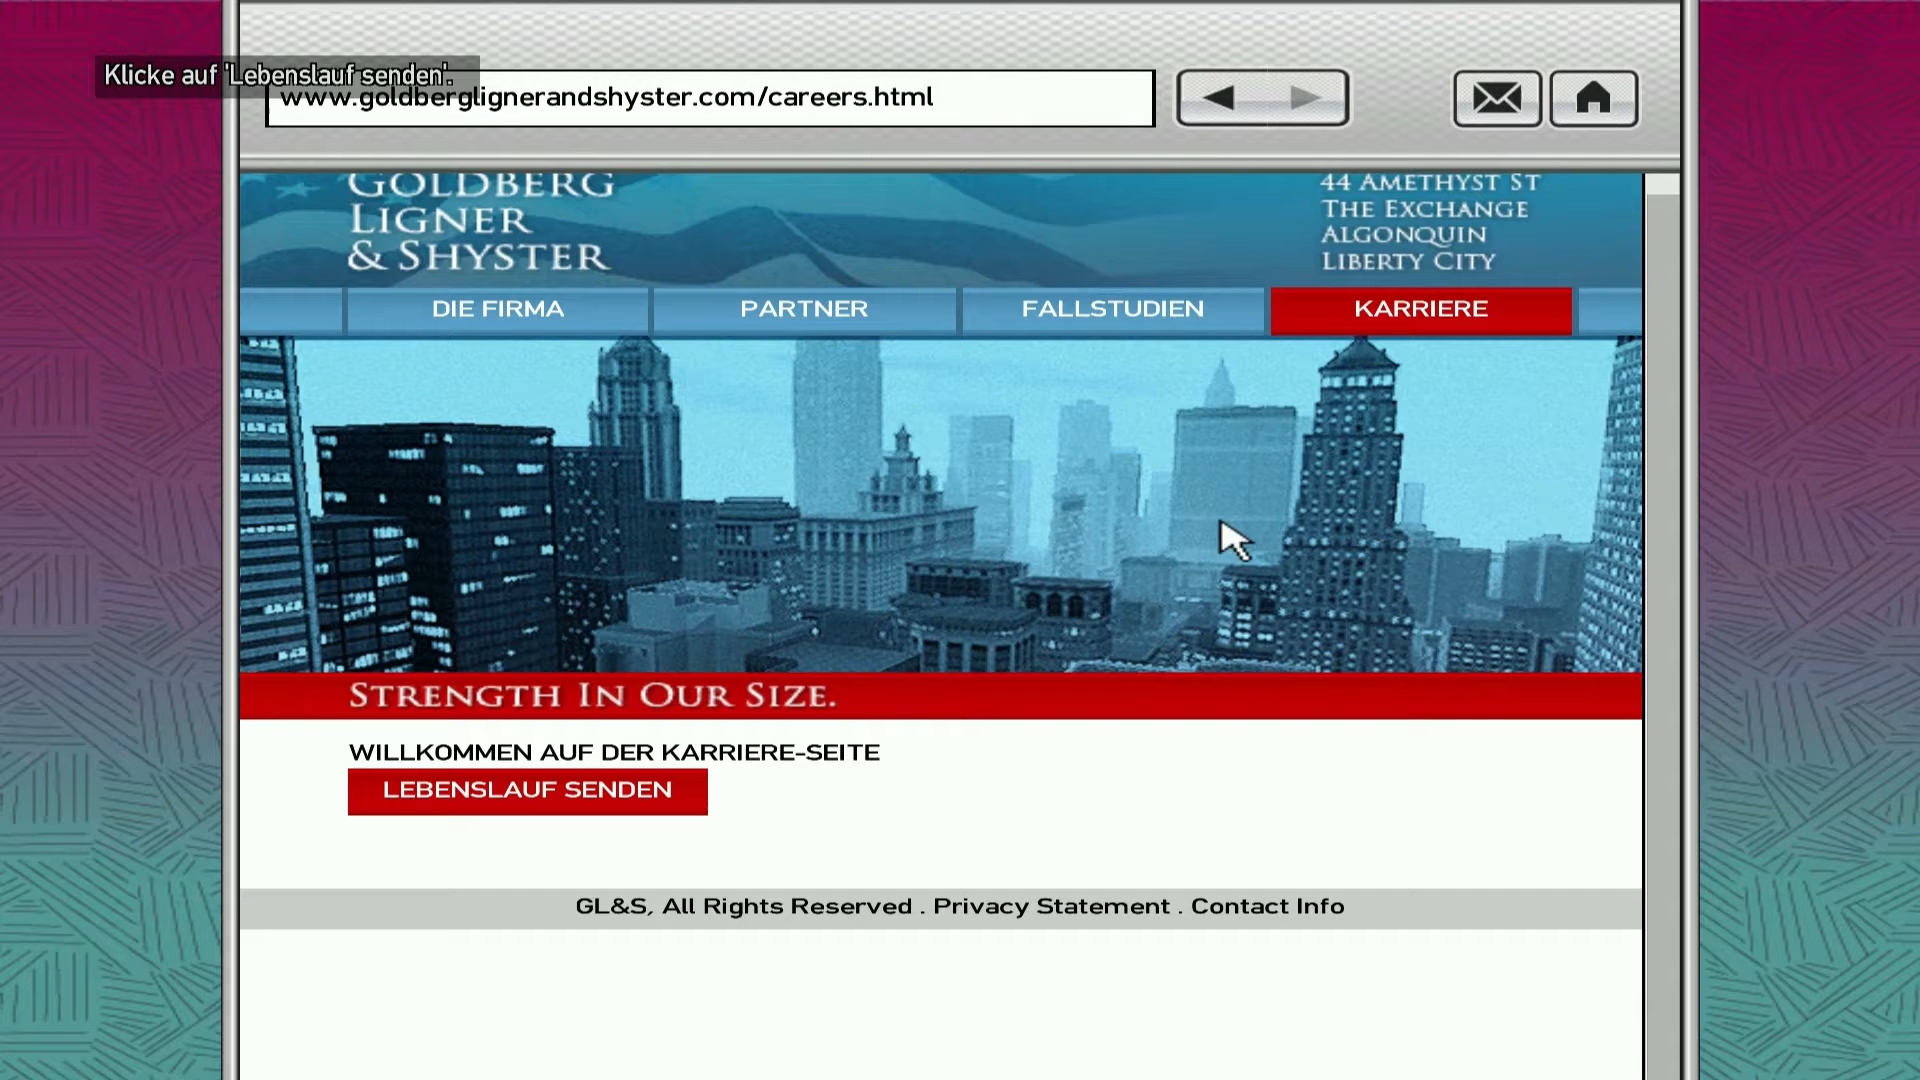 Klicke auf 'Lebenslauf senden'.
www.goldberglignerandshyster.com/careers.html
GOLDBERG
LIGNER
& SHYSTER
44 AMETHYST ST
THE EXCHANGE
ALGONQUIN
LIBERTY CITY
DIE FIRMA
PARTNER
FALLSTUDIEN
KARRIERE
STRENGTH IN OUR SIZE.
WILLKOMMEN AUF DER KARRIERE-SEITE
LEBENSLAUF SENDEN
GL&S, All Rights Reserved . Privacy Statement . Contact Info